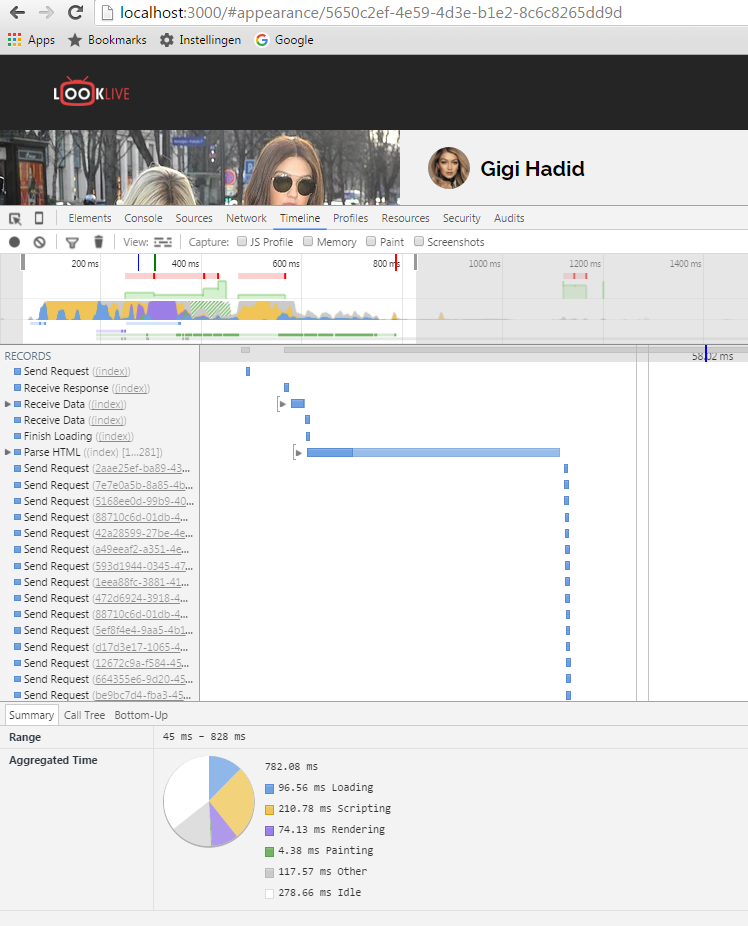 localhost:3000/#appearance/5650c2ef-4e59-4d3e-b1e2-8c6c8265dd9d
Apps Bookmarks Instellingen Google
LOOKLIVE
Gigi Hadid
Elements Console Sources Network Timeline Profiles Resources Security Audits
View: Capture: JS Profile Memory Paint Screenshots
200 ms 400 ms 600 ms 800 ms 1000 ms 1200 ms 1400 ms
RECORDS 58.02 ms
Send Request ((index))
Receive Response ((index))
Receive Data ((index))
Receive Data ((index))
Finish Loading ((index))
Parse HTML ((index) [1...281])
Send Request (2aae25ef-ba89-43...
Send Request (7e7e0a5b-8a85-4b...
Send Request (5168ee0d-99b9-40...
Send Request (88710c6d-01db-4...
Send Request (42a28599-27be-4e...
Send Request (a49eeaf2-a351-4e...
Send Request (593d1944-0345-47...
Send Request (1eea88fc-3881-41...
Send Request (472d6924-3918-4...
Send Request (88710c6d-01db-4...
Send Request (5ef8f4e4-9aa5-4b1...
Send Request (d17d3e17-1065-4...
Send Request (12672c9a-f584-45...
Send Request (664355e6-9d20-45...
Send Request (be9bc7d4-fba3-45...
Summary Call Tree Bottom-Up
Range 45 ms – 828 ms
Aggregated Time
782.08 ms
96.56 ms Loading
210.78 ms Scripting
74.13 ms Rendering
4.38 ms Painting
117.57 ms Other
278.66 ms Idle